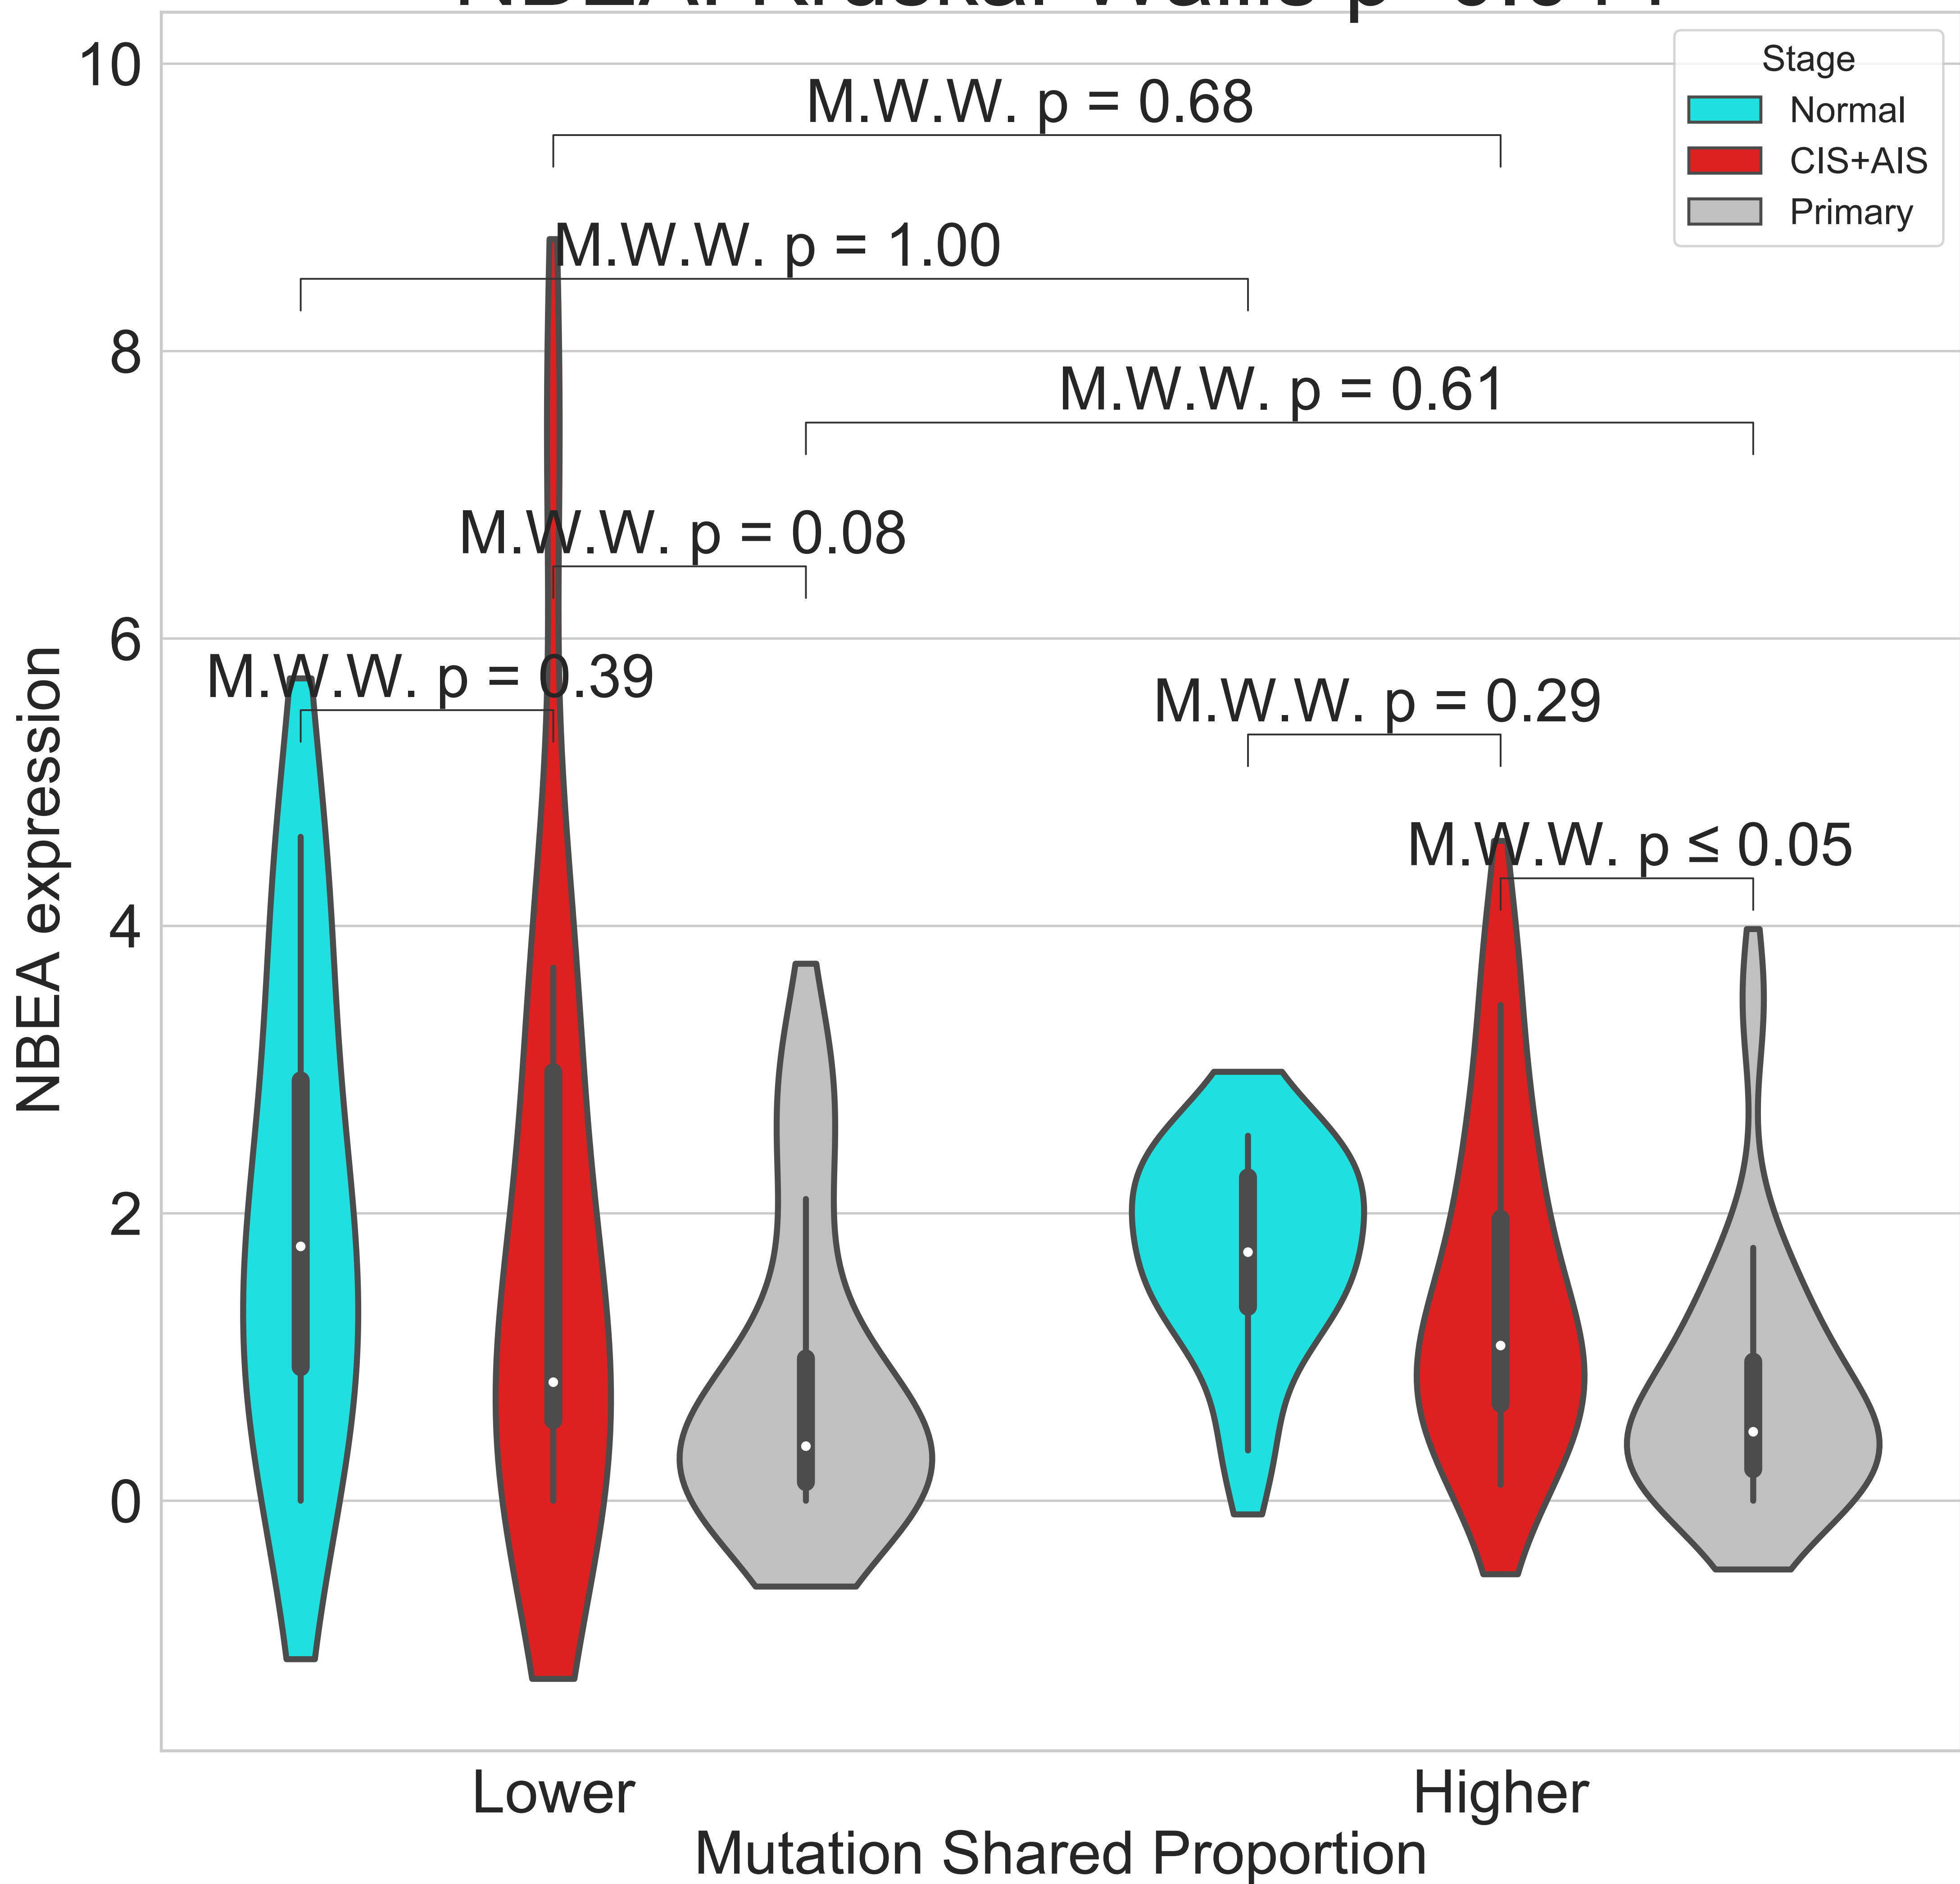 10
8
6
4
2
0
NBEA expression
M.W.W. p = 0.68
M.W.W. p = 1.00
M.W.W. p = 0.61
M.W.W. p = 0.08
M.W.W. p = 0.39
M.W.W. p = 0.29
M.W.W. p ≤ 0.05
Stage
Normal
CIS+AIS
Primary
Lower
Higher
Mutation Shared Proportion